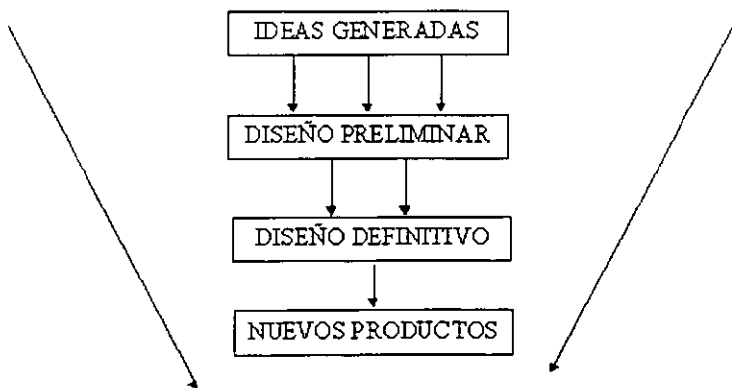 IDEAS GENERADAS
DISEÑO PRELIMINAR
DISEÑO DEFINITIVO
NUEVOS PRODUCTOS